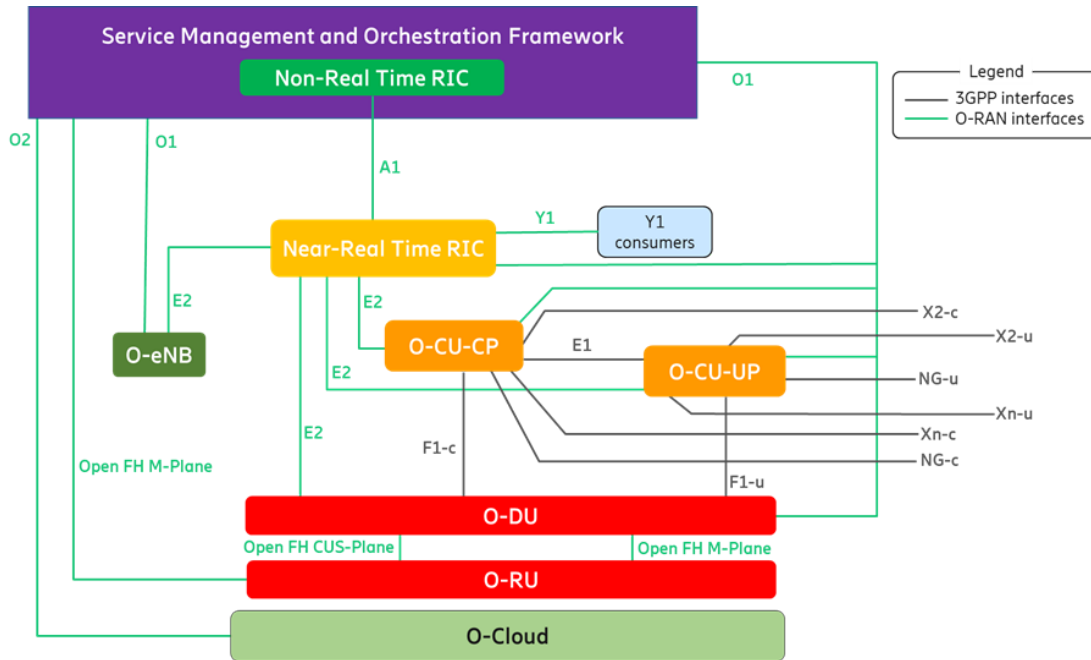 Service Management and Orchestration Framework
Non-Real Time RIC
O1
Legend
3GPP interfaces
O-RAN interfaces
O2
O1
A1
Near-Real Time RIC
Y1
Y1
consumers
E2
E2
O-eNB
O-CU-CP
E1
O-CU-UP
X2-c
X2-u
E2
NG-u
Xn-u
E2
Xn-c
F1-c
NG-c
Open FH M-Plane
F1-u
O-DU
Open FH CUS-Plane
Open FH M-Plane
O-RU
O-Cloud